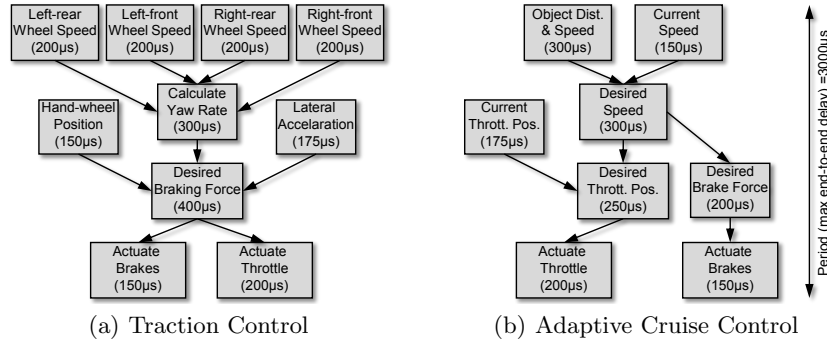 Left-rear
Wheel Speed
(200µs)
Left-front
Wheel Speed
(200µs)
Right-rear
Wheel Speed
(200µs)
Right-front
Wheel Speed
(200µs)
Hand-wheel
Position
(150µs)
Calculate
Yaw Rate
(300µs)
Lateral
Accelaration
(175µs)
Desired
Braking Force
(400µs)
Actuate
Brakes
(150µs)
Actuate
Throttle
(200µs)
(a) Traction Control
Object Dist.
& Speed
(300µs)
Current
Speed
(150µs)
Current
Thrott. Pos.
(175µs)
Desired
Speed
(300µs)
Desired
Thrott. Pos.
(250µs)
Desired
Brake Force
(200µs)
Actuate
Throttle
(200µs)
Actuate
Brakes
(150µs)
Period (max end-to-end delay) =3000us
(b) Adaptive Cruise Control